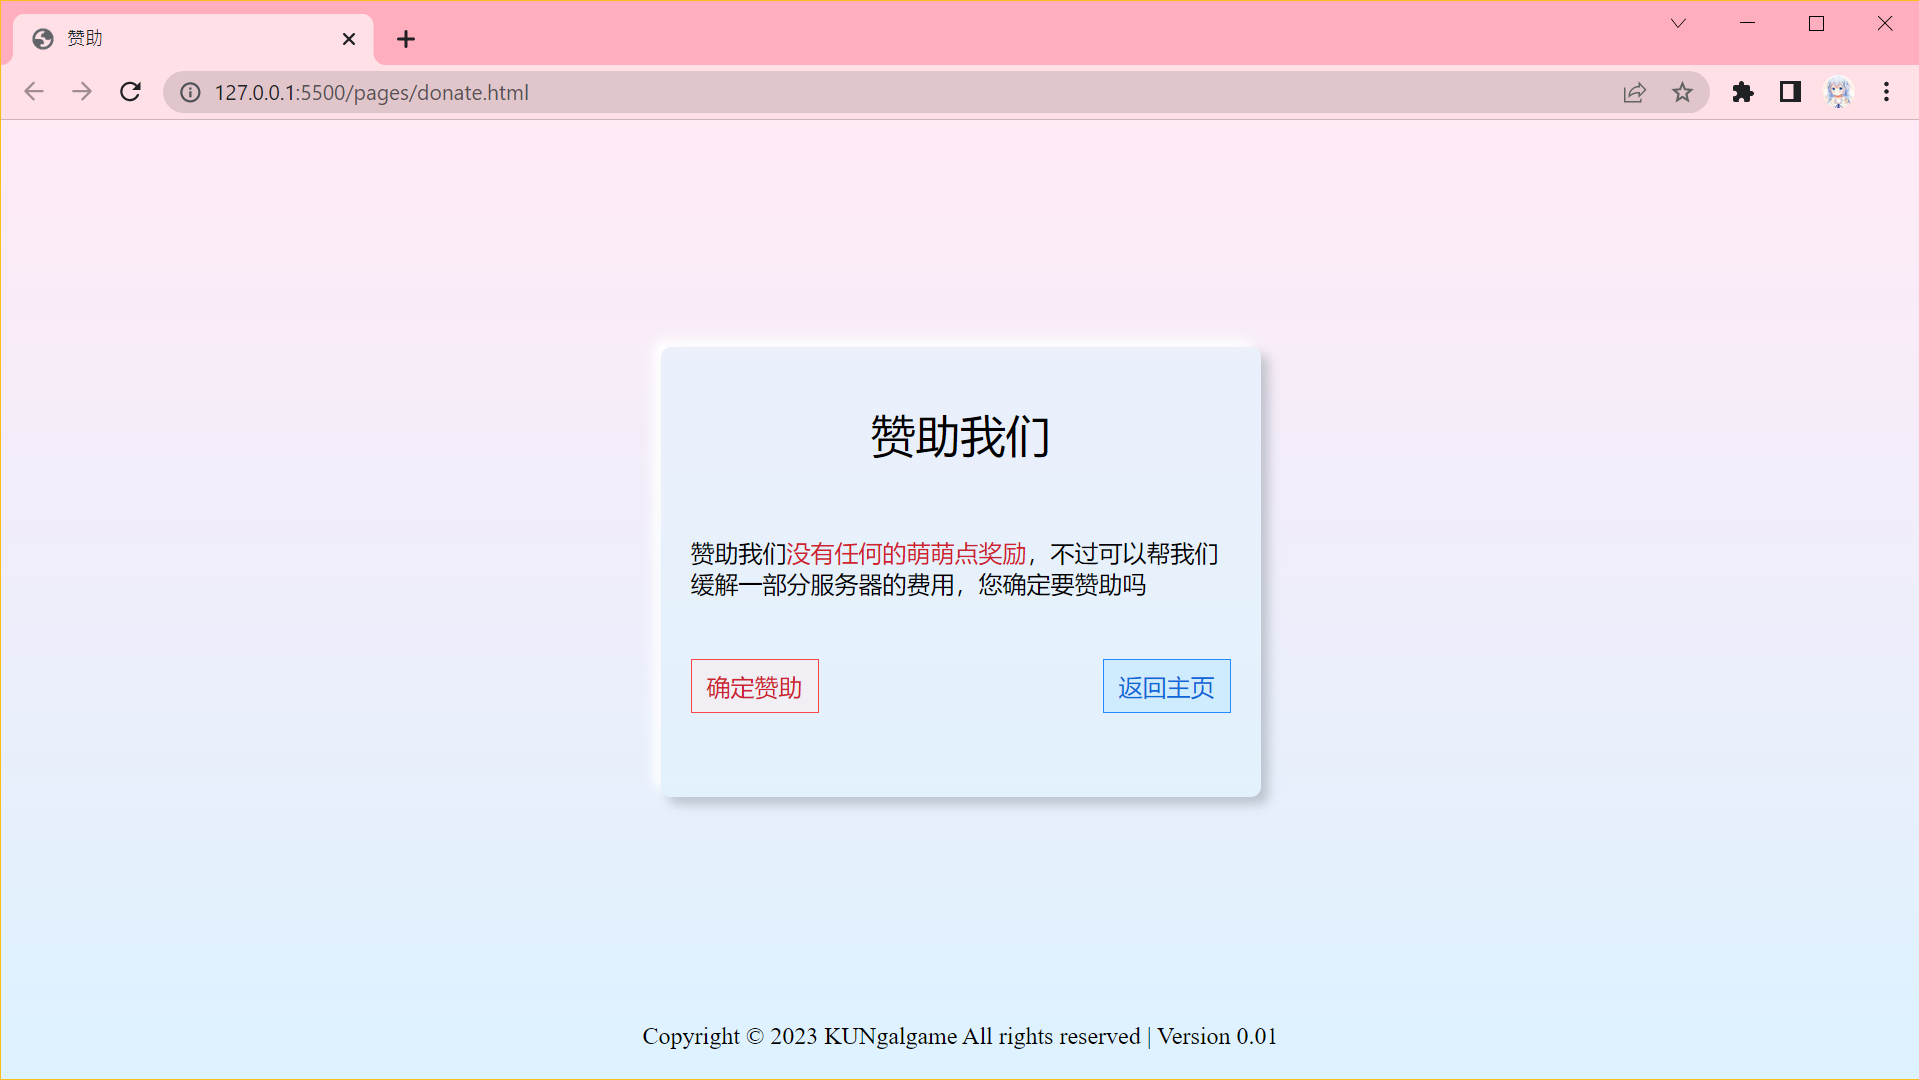 赞助
127.0.0.1:5500/pages/donate.html
赞助我们
赞助我们没有任何的萌萌点奖励，不过可以帮我们
缓解一部分服务器的费用，您确定要赞助吗
确定赞助
返回主页
Copyright © 2023 KUNgalgame All rights reserved | Version 0.01